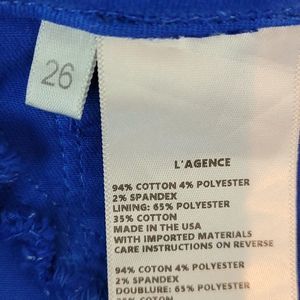 26
L'AGENCE
94% COTTON 4% POLYESTER
2% SPANDEX
LINING: 65% POLYESTER
35% COTTON
MADE IN THE USA
WITH IMPORTED MATERIALS
CARE INSTRUCTIONS ON REVERSE
94% COTON 4% POLYESTER
2% SPANDEX
DOUBLURE: 65% POLYESTER